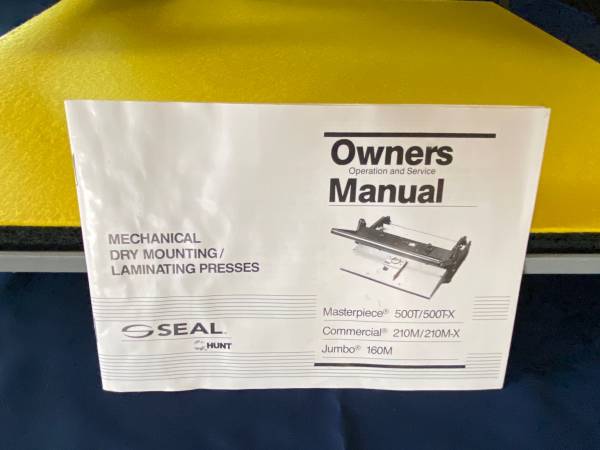 Owners
Operation and Service
Manual
MECHANICAL
DRY MOUNTING/
LAMINATING PRESSES
Masterpiece® 500T/500T-X
Commercial® 210M/210M-X
Jumbo® 160M
SEAL
HUNT